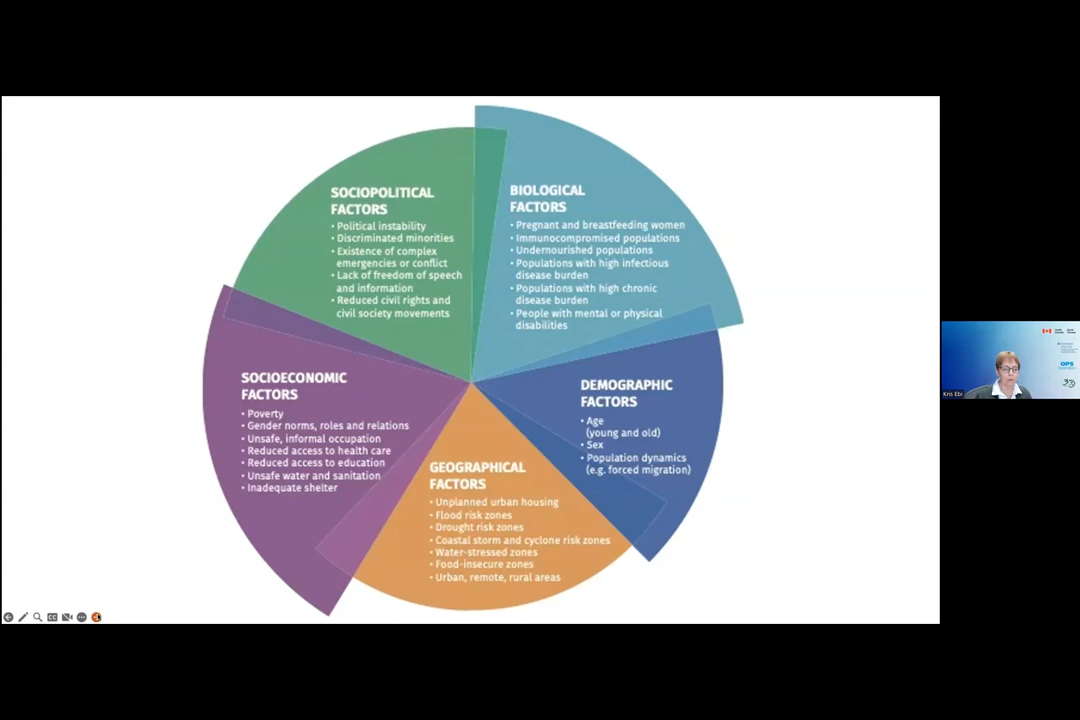 SOCIOPOLITICAL
FACTORS
• Political instability
• Discriminated minorities
• Existence of complex
emergencies or conflict
• Lack of freedom of speech
and information
• Reduced civil rights and
civil society movements
BIOLOGICAL
FACTORS
• Pregnant and breastfeeding women
• Immunocompromised populations
• Undernourished populations
• Populations with high infectious
disease burden
• Populations with high chronic
disease burden
• People with mental or physical
disabilities
SOCIOECONOMIC
FACTORS
• Poverty
• Gender norms, roles and relations
• Unsafe, informal occupation
• Reduced access to health care
• Reduced access to education
• Unsafe water and sanitation
• Inadequate shelter
GEOGRAPHICAL
FACTORS
• Unplanned urban housing
• Flood risk zones
• Drought risk zones
• Coastal storm and cyclone risk zones
• Water-stressed zones
• Food-insecure zones
• Urban, remote, rural areas
DEMOGRAPHIC
FACTORS
• Age
(young and old)
• Sex
• Population dynamics
(e.g. forced migration)
OPS
Kris Ebi
CC